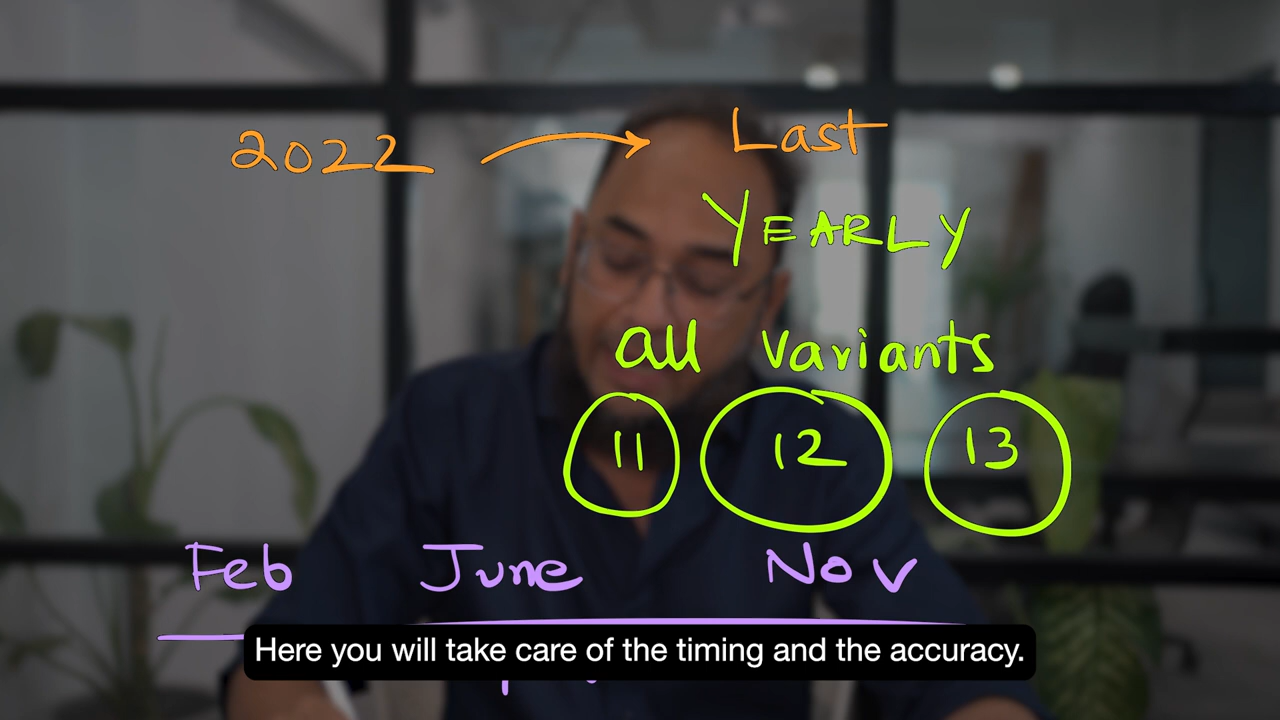 2022 → Last
YEARLY
all variants
11 12 13
Feb June Nov
Here you will take care of the timing and the accuracy.